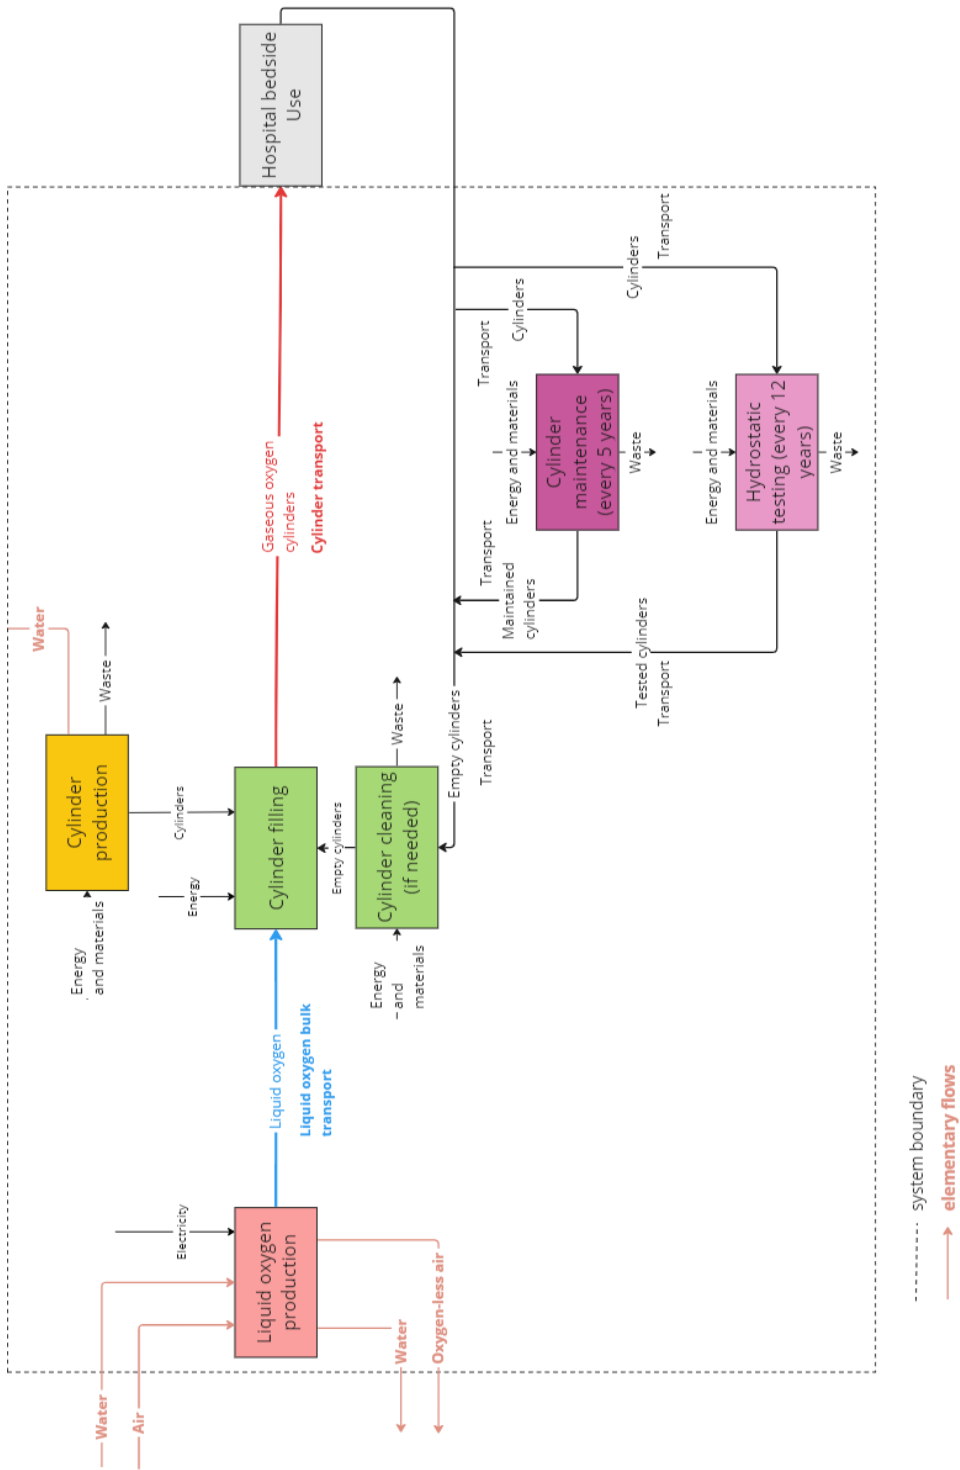 Water
Air
Water
Oxygen-less air
Liquid oxygen
production
Electricity
Liquid oxygen
Liquid oxygen bulk
transport
Energy
and materials
Cylinder
production
Water
Waste
Cylinders
Energy
Cylinder filling
Empty cylinders
Cylinder cleaning
(if needed)
Energy
and
materials
Waste
Gaseous oxygen
cylinders
Cylinder transport
Hospital bedside
Use
Empty cylinders
Transport
Maintained
cylinders
Transport
Energy and materials
Cylinder
maintenance
(every 5 years)
Waste
Transport
Cylinders
Tested cylinders
Transport
Energy and materials
Hydrostatic
testing (every 12
years)
Waste
Cylinders
Transport
system boundary
elementary flows